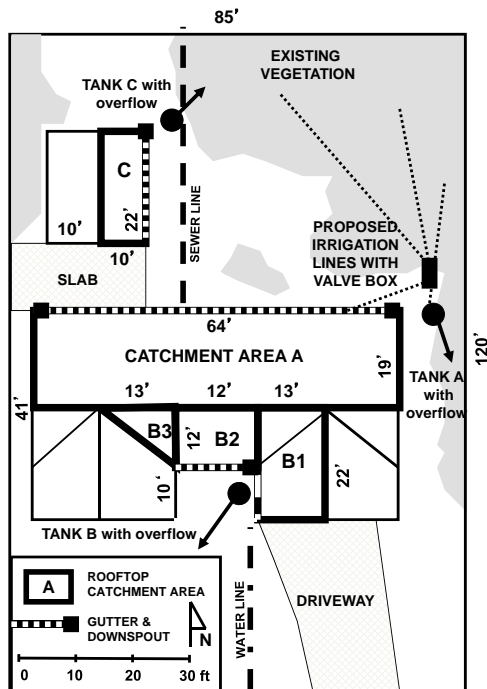 85'
EXISTING
VEGETATION
TANK C with
overflow
C
22'
10'
10'
SEWER LINE
PROPOSED
IRRIGATION
LINES WITH
VALVE BOX
SLAB
64'
CATCHMENT AREA A
19'
120'
TANK A
with
overflow
13'
12'
13'
41'
B3
12'
B2
B1
10'
22'
TANK B with overflow
WATER LINE
DRIVEWAY
A
ROOFTOP
CATCHMENT AREA
GUTTER &
DOWNSPOUT
N
0 10 20 30 ft